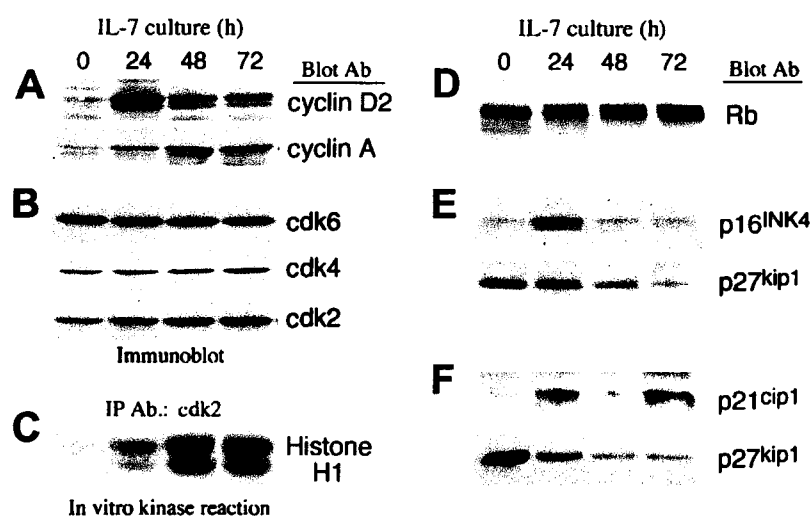 IL-7 culture (h)
0 24 48 72
Blot Ab
A
cyclin D2
cyclin A
B
cdk6
cdk4
cdk2
Immunoblot
IP Ab.: cdk2
C
Histone
H1
In vitro kinase reaction
IL-7 culture (h)
0 24 48 72
Blot Ab
D
Rb
E
p16INK4
p27kip1
F
p21cip1
p27kip1